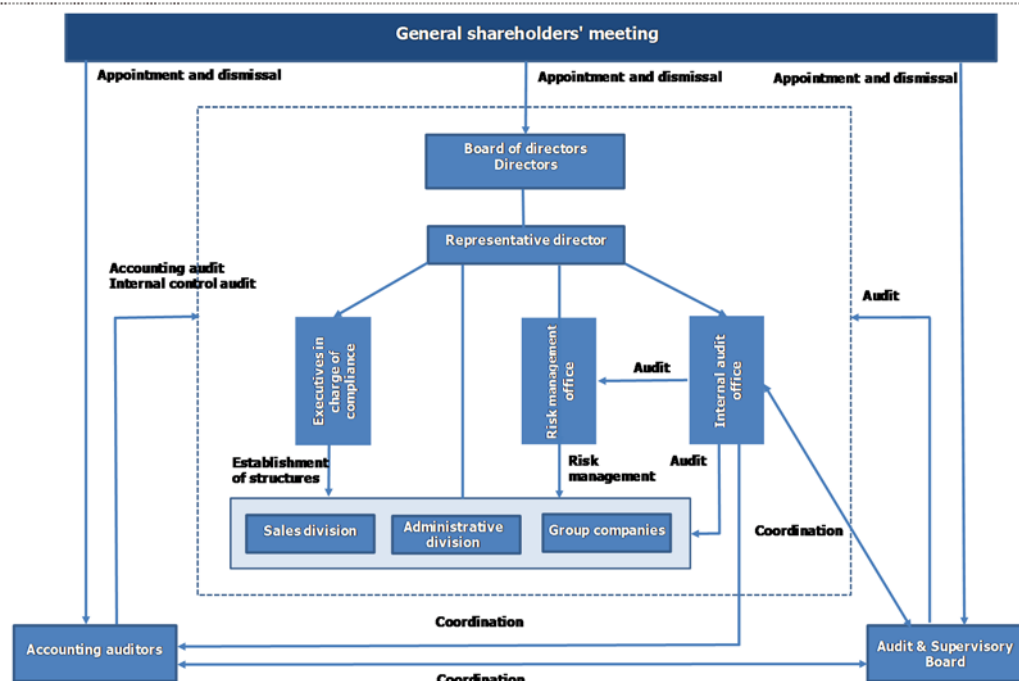 General shareholders' meeting
Appointment and dismissal
Appointment and dismissal
Appointment and dismissal
Board of directors
Directors
Representative director
Accounting audit
Internal control audit
Audit
Executives in
charge of
compliance
Risk management
office
Audit
Internal audit
office
Establishment
of structures
Risk
management
Audit
Sales division
Administrative
division
Group companies
Coordination
Coordination
Accounting auditors
Audit & Supervisory
Board
Coordination